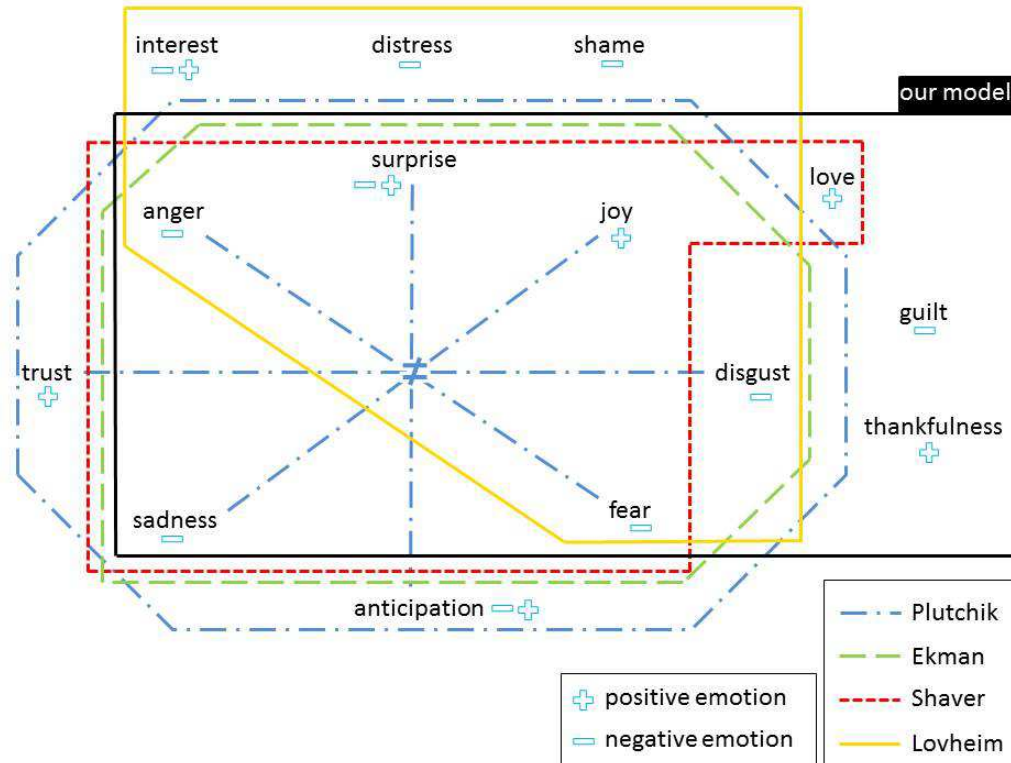 interest distress shame
our model
surprise
love
anger joy
guilt
trust disgust
thankfulness
sadness fear
anticipation
Plutchik
Ekman
positive emotion Shaver
negative emotion Lovheim